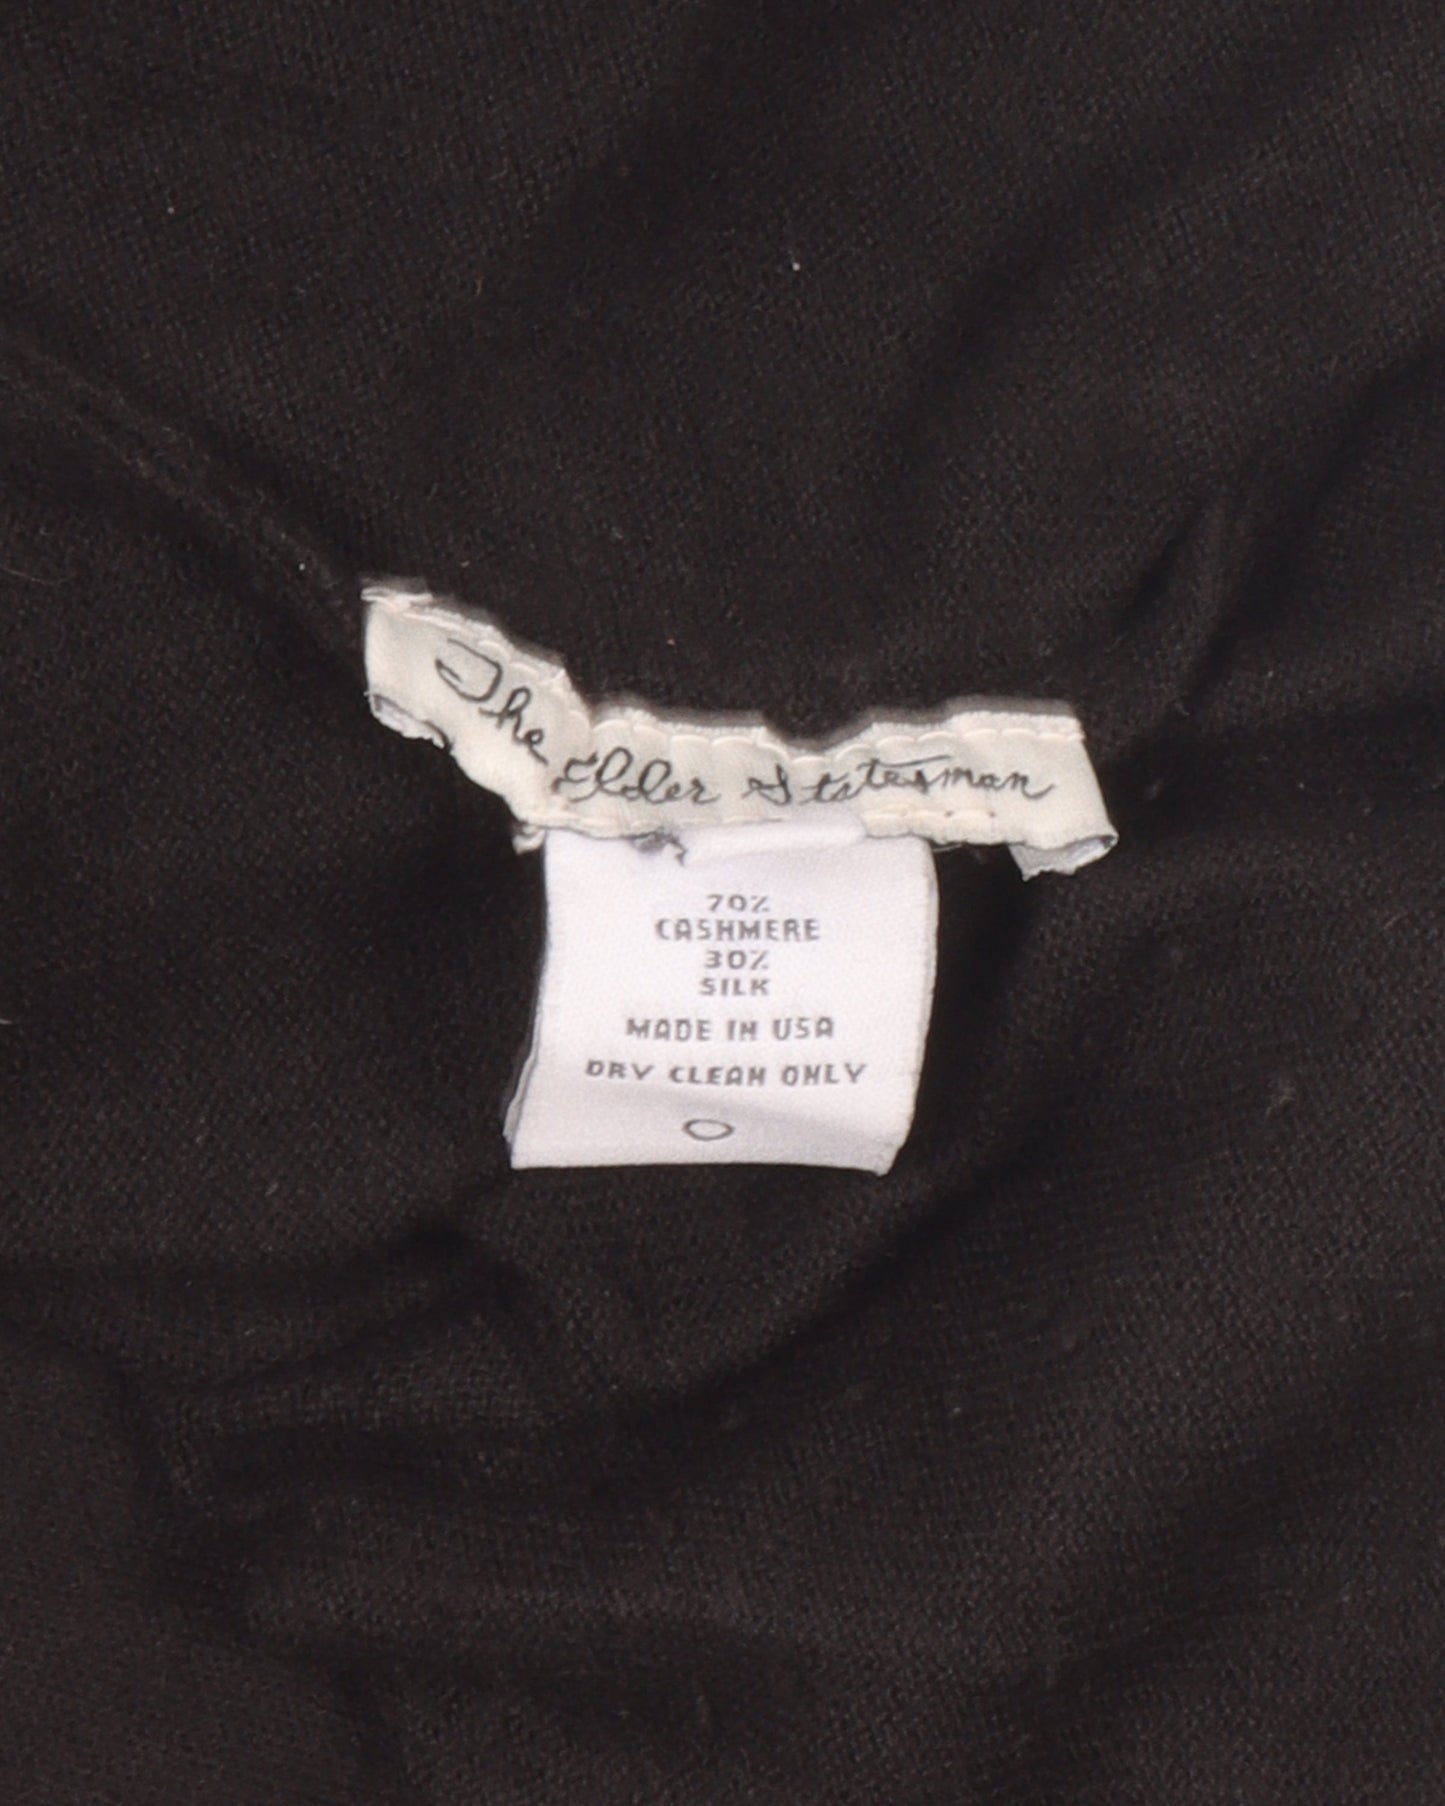 The Elder Statesman
70%
CASHMERE
30%
SILK
MADE IN USA
DRY CLEAN ONLY